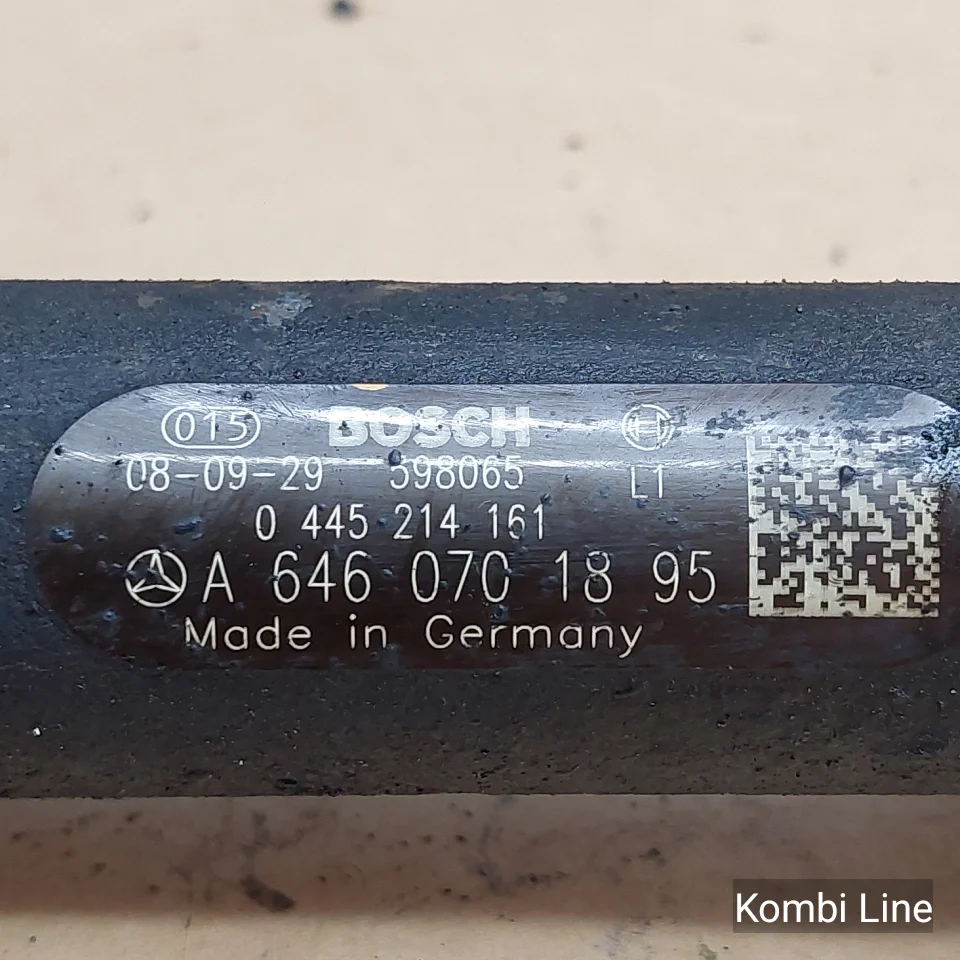 015 BOSCH
08-09-29 598065 L1
0 445 214 161
A 646 070 18 95
Made in Germany
Kombi Line